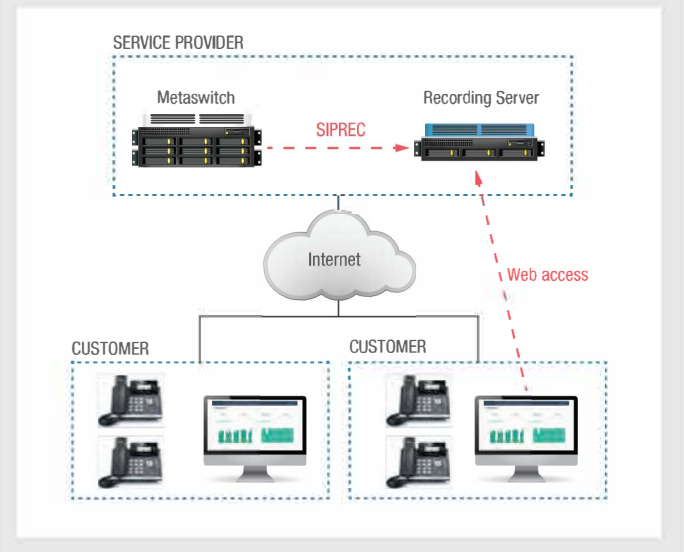 SERVICE PROVIDER
Metaswitch
Recording Server
SIPREC
Internet
Web access
CUSTOMER
CUSTOMER